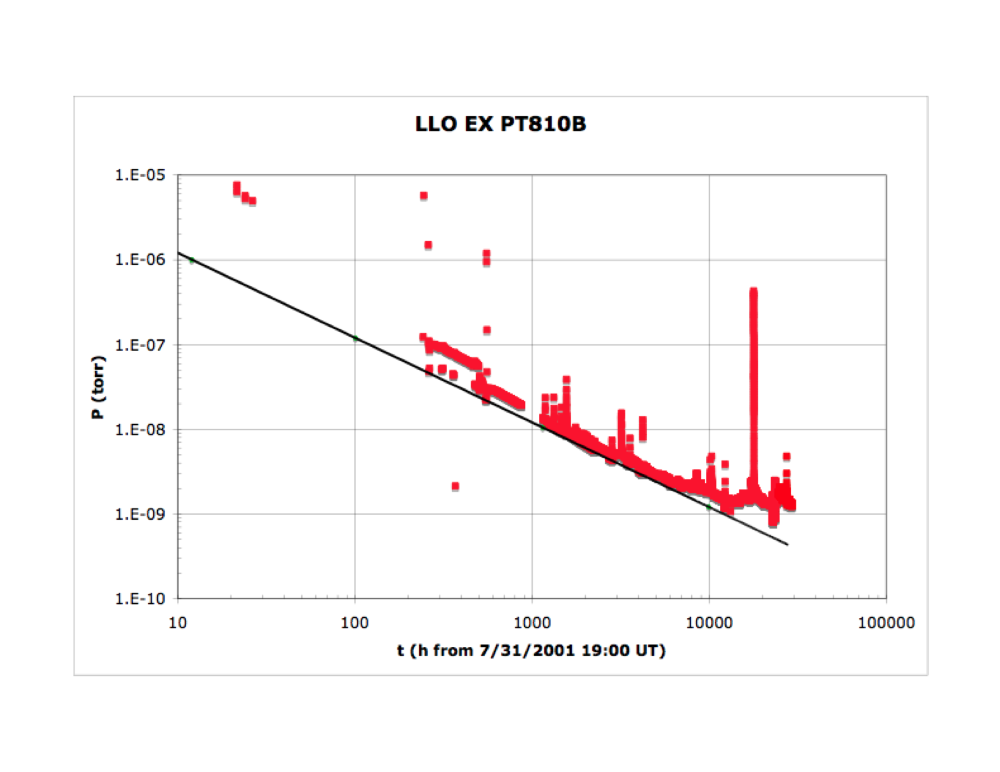 LLO EX PT810B
1.E-05
1.E-06
1.E-07
1.E-08
1.E-09
1.E-10
P (torr)
10 100 1000 10000 100000
t (h from 7/31/2001 19:00 UT)